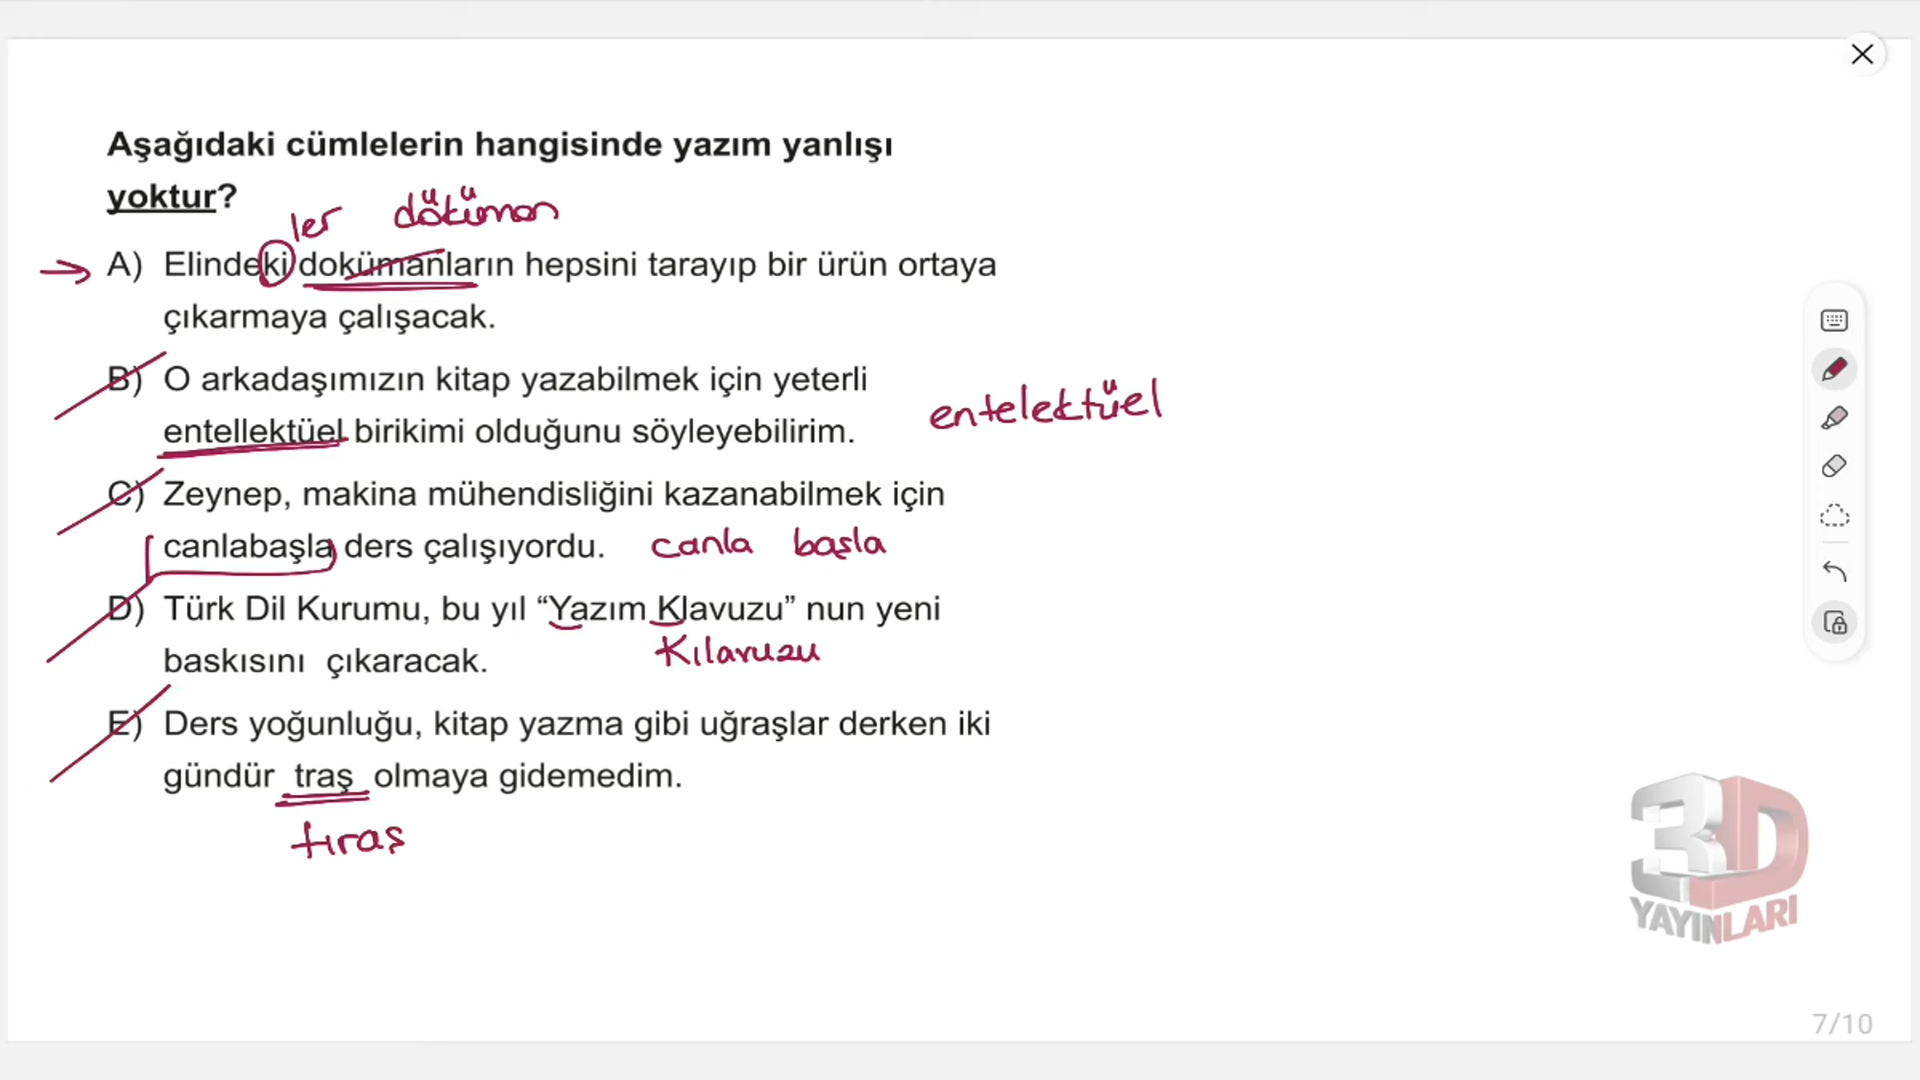 Aşağıdaki cümlelerin hangisinde yazım yanlışı
yoktur?
ler döküman
A) Elindeki dokümanların hepsini tarayıp bir ürün ortaya
çıkarmaya çalışacak.
B) O arkadaşımızın kitap yazabilmek için yeterli
entellektüel birikimi olduğunu söyleyebilirim.
entelektüel
C) Zeynep, makina mühendisliğini kazanabilmek için
canlabaşla ders çalışıyordu. canla başla
D) Türk Dil Kurumu, bu yıl “Yazım Klavuzu” nun yeni
baskısını çıkaracak. Kılavuzu
E) Ders yoğunluğu, kitap yazma gibi uğraşlar derken iki
gündür traş olmaya gidemedim.
tıraş
3D
YAYINLARI
7/10